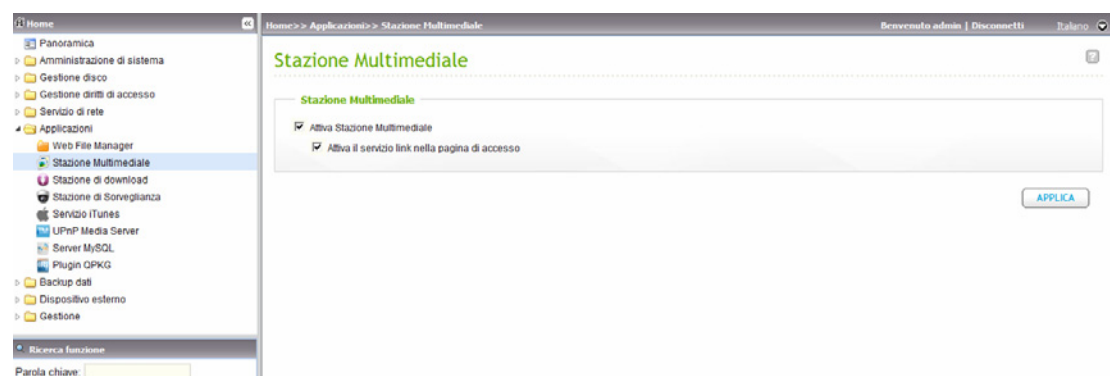 Home
Home>> Applicazioni>> Stazione Multimediale
Benvenuto admin | Disconnetti
Italiano
Panoramica
Amministrazione di sistema
Gestione disco
Gestione diritti di accesso
Servizio di rete
Applicazioni
Web File Manager
Stazione Multimediale
Stazione di download
Stazione di Sorveglianza
Servizio iTunes
UPnP Media Server
Server MySQL
Plugin QPKG
Backup dati
Dispositivo esterno
Gestione
Ricerca funzione
Parola chiave:
Stazione Multimediale
Stazione Multimediale
Attiva Stazione Multimediale
Attiva il servizio link nella pagina di accesso
APPLICA